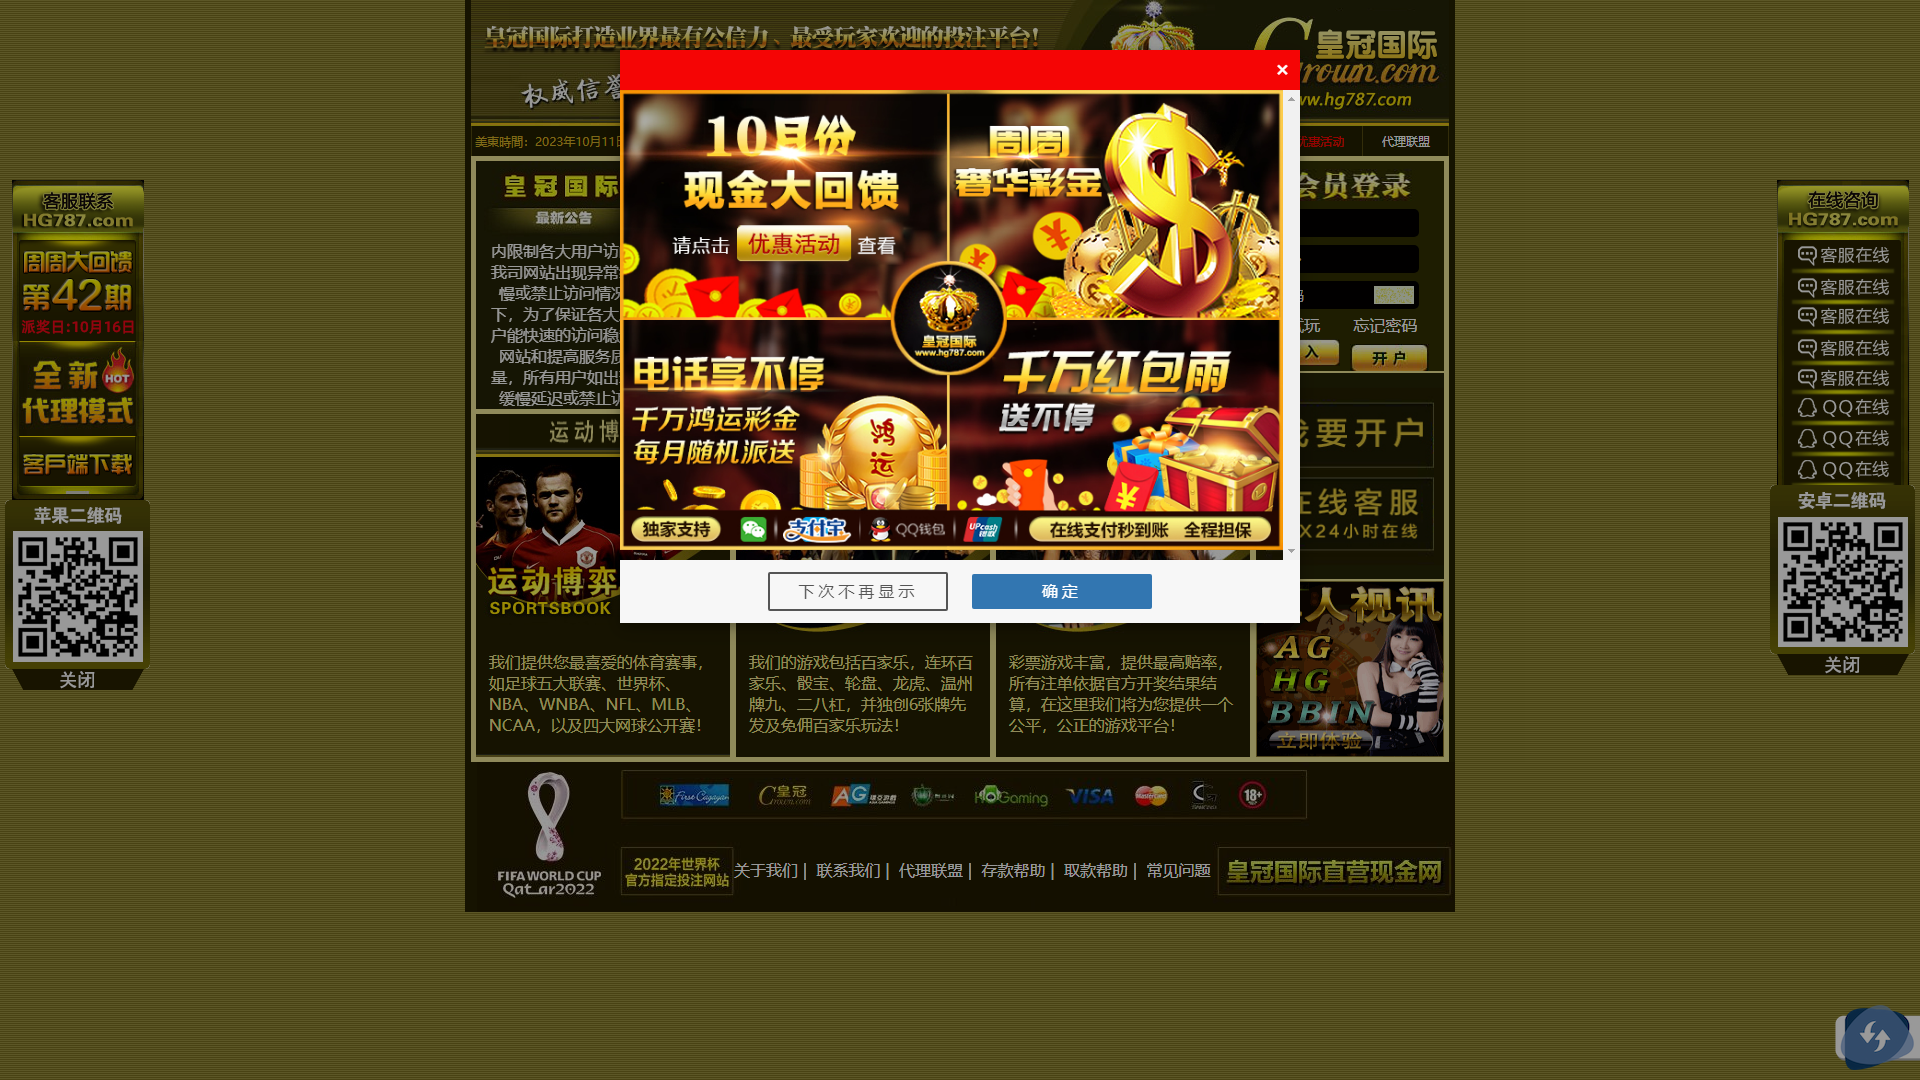 皇冠国际打造业界最有公信力、最受玩家欢迎的投注平台!
权威信誉
皇冠国际
www.hg787.com
美東時間：2023年10月11日
优惠活动
代理联盟
客服联系
HG787.com
周周大回馈
第42期
派奖日:10月16日
全新
HOT
代理模式
客戶端下载
苹果二维码
关闭
皇冠国际
最新公告
内限制各大用户访
我司网站出现异常
慢或禁止访问情况
下，为了保证各大
户能快速的访问稳
网站和提高服务质
量，所有用户如出
缓慢延迟或禁止访
×
10月份
现金大回馈
请点击 优惠活动 查看
周周
奢华彩金
皇冠国际
www.hg787.com
电话享不停
千万鸿运彩金
每月随机派送
鸿
运
千万红包雨
送不停
独家支持
支付宝
QQ钱包
UPcash
在线支付秒到账 全程担保
下次不再显示
确定
会员登录
忘记密码
入
开户
我要开户
在线客服
7X24小时在线
在线咨询
HG787.com
客服在线
客服在线
客服在线
客服在线
客服在线
QQ在线
QQ在线
QQ在线
安卓二维码
关闭
运动博弈
SPORTSBOOK
我们提供您最喜爱的体育赛事，
如足球五大联赛、世界杯、
NBA、WNBA、NFL、MLB、
NCAA，以及四大网球公开赛！
我们的游戏包括百家乐，连环百
家乐、骰宝、轮盘、龙虎、温州
牌九、二八杠，并独创6张牌先
发及免佣百家乐玩法！
彩票游戏丰富，提供最高赔率，
所有注单依据官方开奖结果结
算，在这里我们将为您提供一个
公平，公正的游戏平台！
人视讯
AG
HG
BBIN
立即体验
First Cagayan
皇冠
Crown.com
AG
HOGaming
VISA
MasterCard
18+
FIFA WORLD CUP
Qatar2022
2022年世界杯
官方指定投注网站
关于我们 | 联系我们 | 代理联盟 | 存款帮助 | 取款帮助 | 常见问题
皇冠国际直营现金网